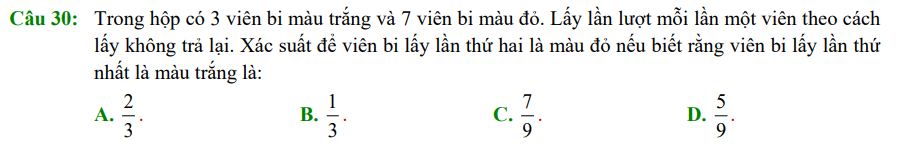 Câu 30: Trong hộp có 3 viên bi màu trắng và 7 viên bi màu đỏ. Lấy lần lượt mỗi lần một viên theo cách
lấy không trả lại. Xác suất để viên bi lấy lần thứ hai là màu đỏ nếu biết rằng viên bi lấy lần thứ
nhất là màu trắng là:
A. 2/3. B. 1/3. C. 7/9. D. 5/9.